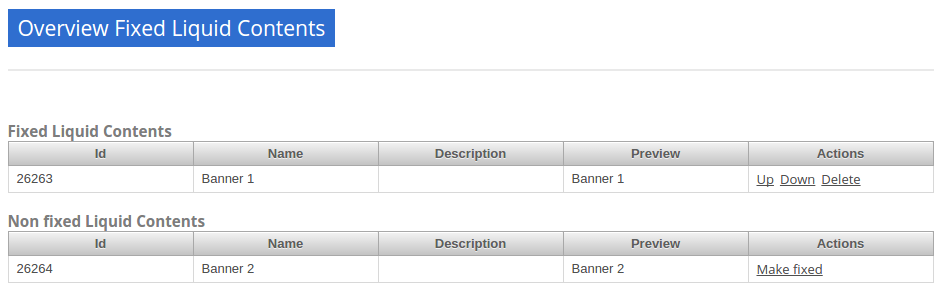 Overview Fixed Liquid Contents
Fixed Liquid Contents
Id Name Description Preview Actions
26263 Banner 1 Banner 1 Up Down Delete
Non fixed Liquid Contents
Id Name Description Preview Actions
26264 Banner 2 Banner 2 Make fixed